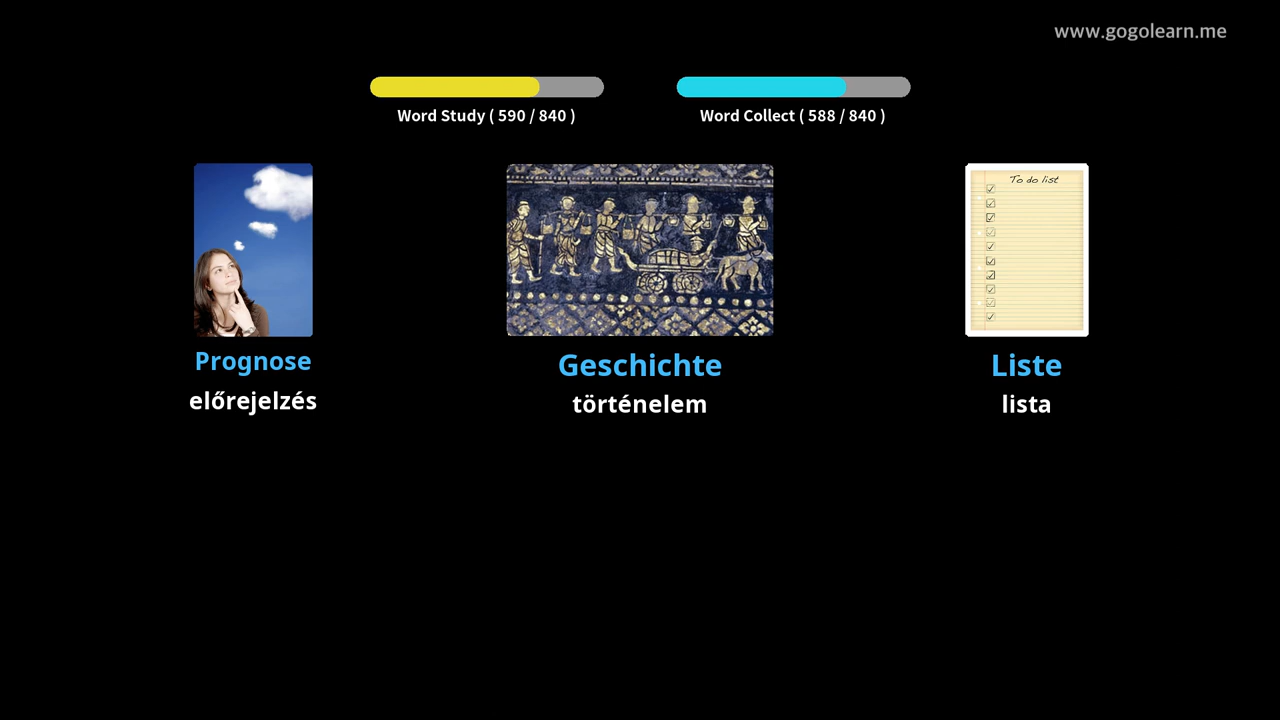 www.gogolearn.me
Word Study ( 590 / 840 )
Word Collect ( 588 / 840 )
To do list
Prognose
előrejelzés
Geschichte
történelem
Liste
lista